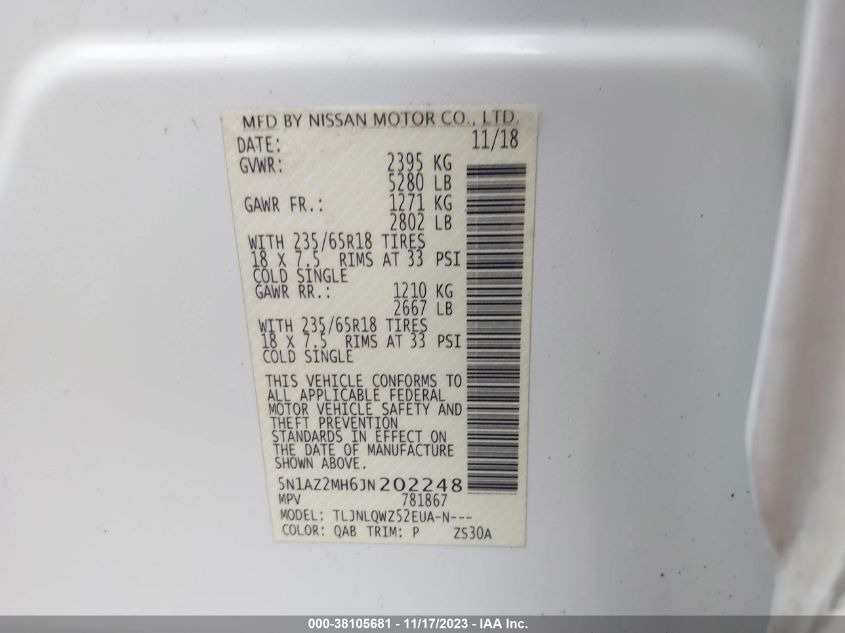 MFD BY NISSAN MOTOR CO., LTD.
DATE: 11/18
GVWR: 2395 KG
5280 LB
GAWR FR.: 1271 KG
2802 LB
WITH 235/65R18 TIRES
18 X 7.5 RIMS AT 33 PSI
COLD SINGLE
GAWR RR.: 1210 KG
2667 LB
WITH 235/65R18 TIRES
18 X 7.5 RIMS AT 33 PSI
COLD SINGLE
THIS VEHICLE CONFORMS TO
ALL APPLICABLE FEDERAL
MOTOR VEHICLE SAFETY AND
THEFT PREVENTION
STANDARDS IN EFFECT ON
THE DATE OF MANUFACTURE
SHOWN ABOVE.
5N1AZ2MH6JN202248
MPV 781867
MODEL: TLJNLQWZ52EUA-N---
COLOR: QAB TRIM: P ZS30A
000-38105681 - 11/17/2023 - IAA Inc.